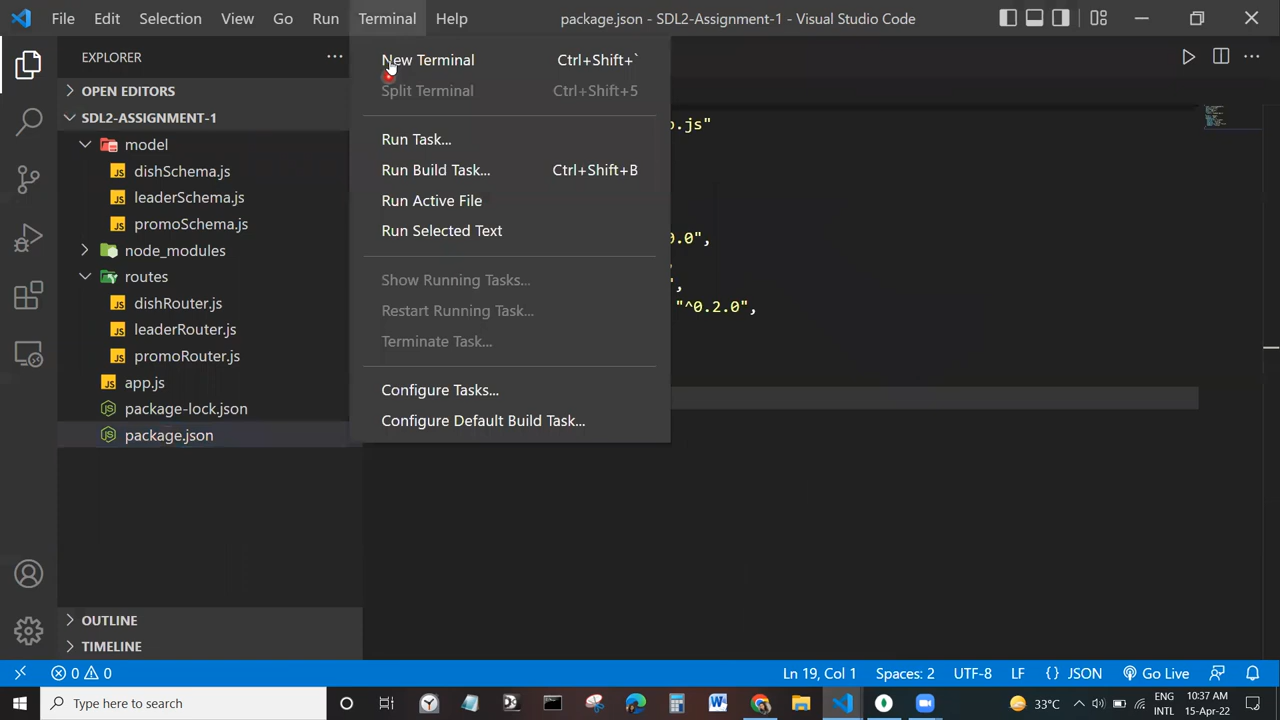 File Edit Selection View Go Run Terminal Help package.json - SDL2-Assignment-1 - Visual Studio Code
EXPLORER
OPEN EDITORS
SDL2-ASSIGNMENT-1
model
dishSchema.js
leaderSchema.js
promoSchema.js
node_modules
routes
dishRouter.js
leaderRouter.js
promoRouter.js
app.js
package-lock.json
package.json
OUTLINE
TIMELINE
New Terminal Ctrl+Shift+`
Split Terminal Ctrl+Shift+5
Run Task...
Run Build Task... Ctrl+Shift+B
Run Active File
Run Selected Text
Show Running Tasks...
Restart Running Task...
Terminate Task...
Configure Tasks...
Configure Default Build Task...
.js"
.0",
",
"^0.2.0",
0 0 Ln 19, Col 1 Spaces: 2 UTF-8 LF {} JSON Go Live
Type here to search 33°C ENG 10:37 AM
INTL 15-Apr-22